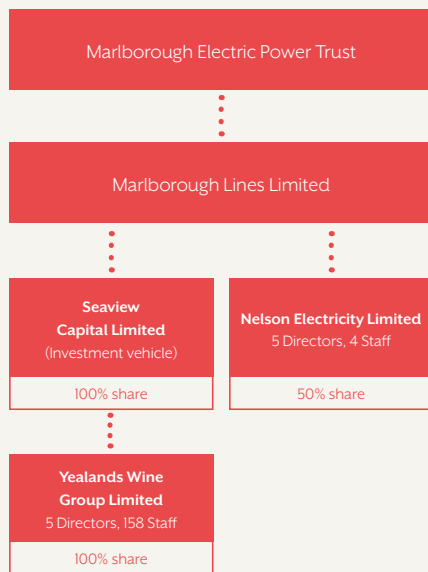 Marlborough Electric Power Trust
Marlborough Lines Limited
Seaview
Capital Limited
(Investment vehicle)
100% share
Nelson Electricity Limited
5 Directors, 4 Staff
50% share
Yealands Wine
Group Limited
5 Directors, 158 Staff
100% share